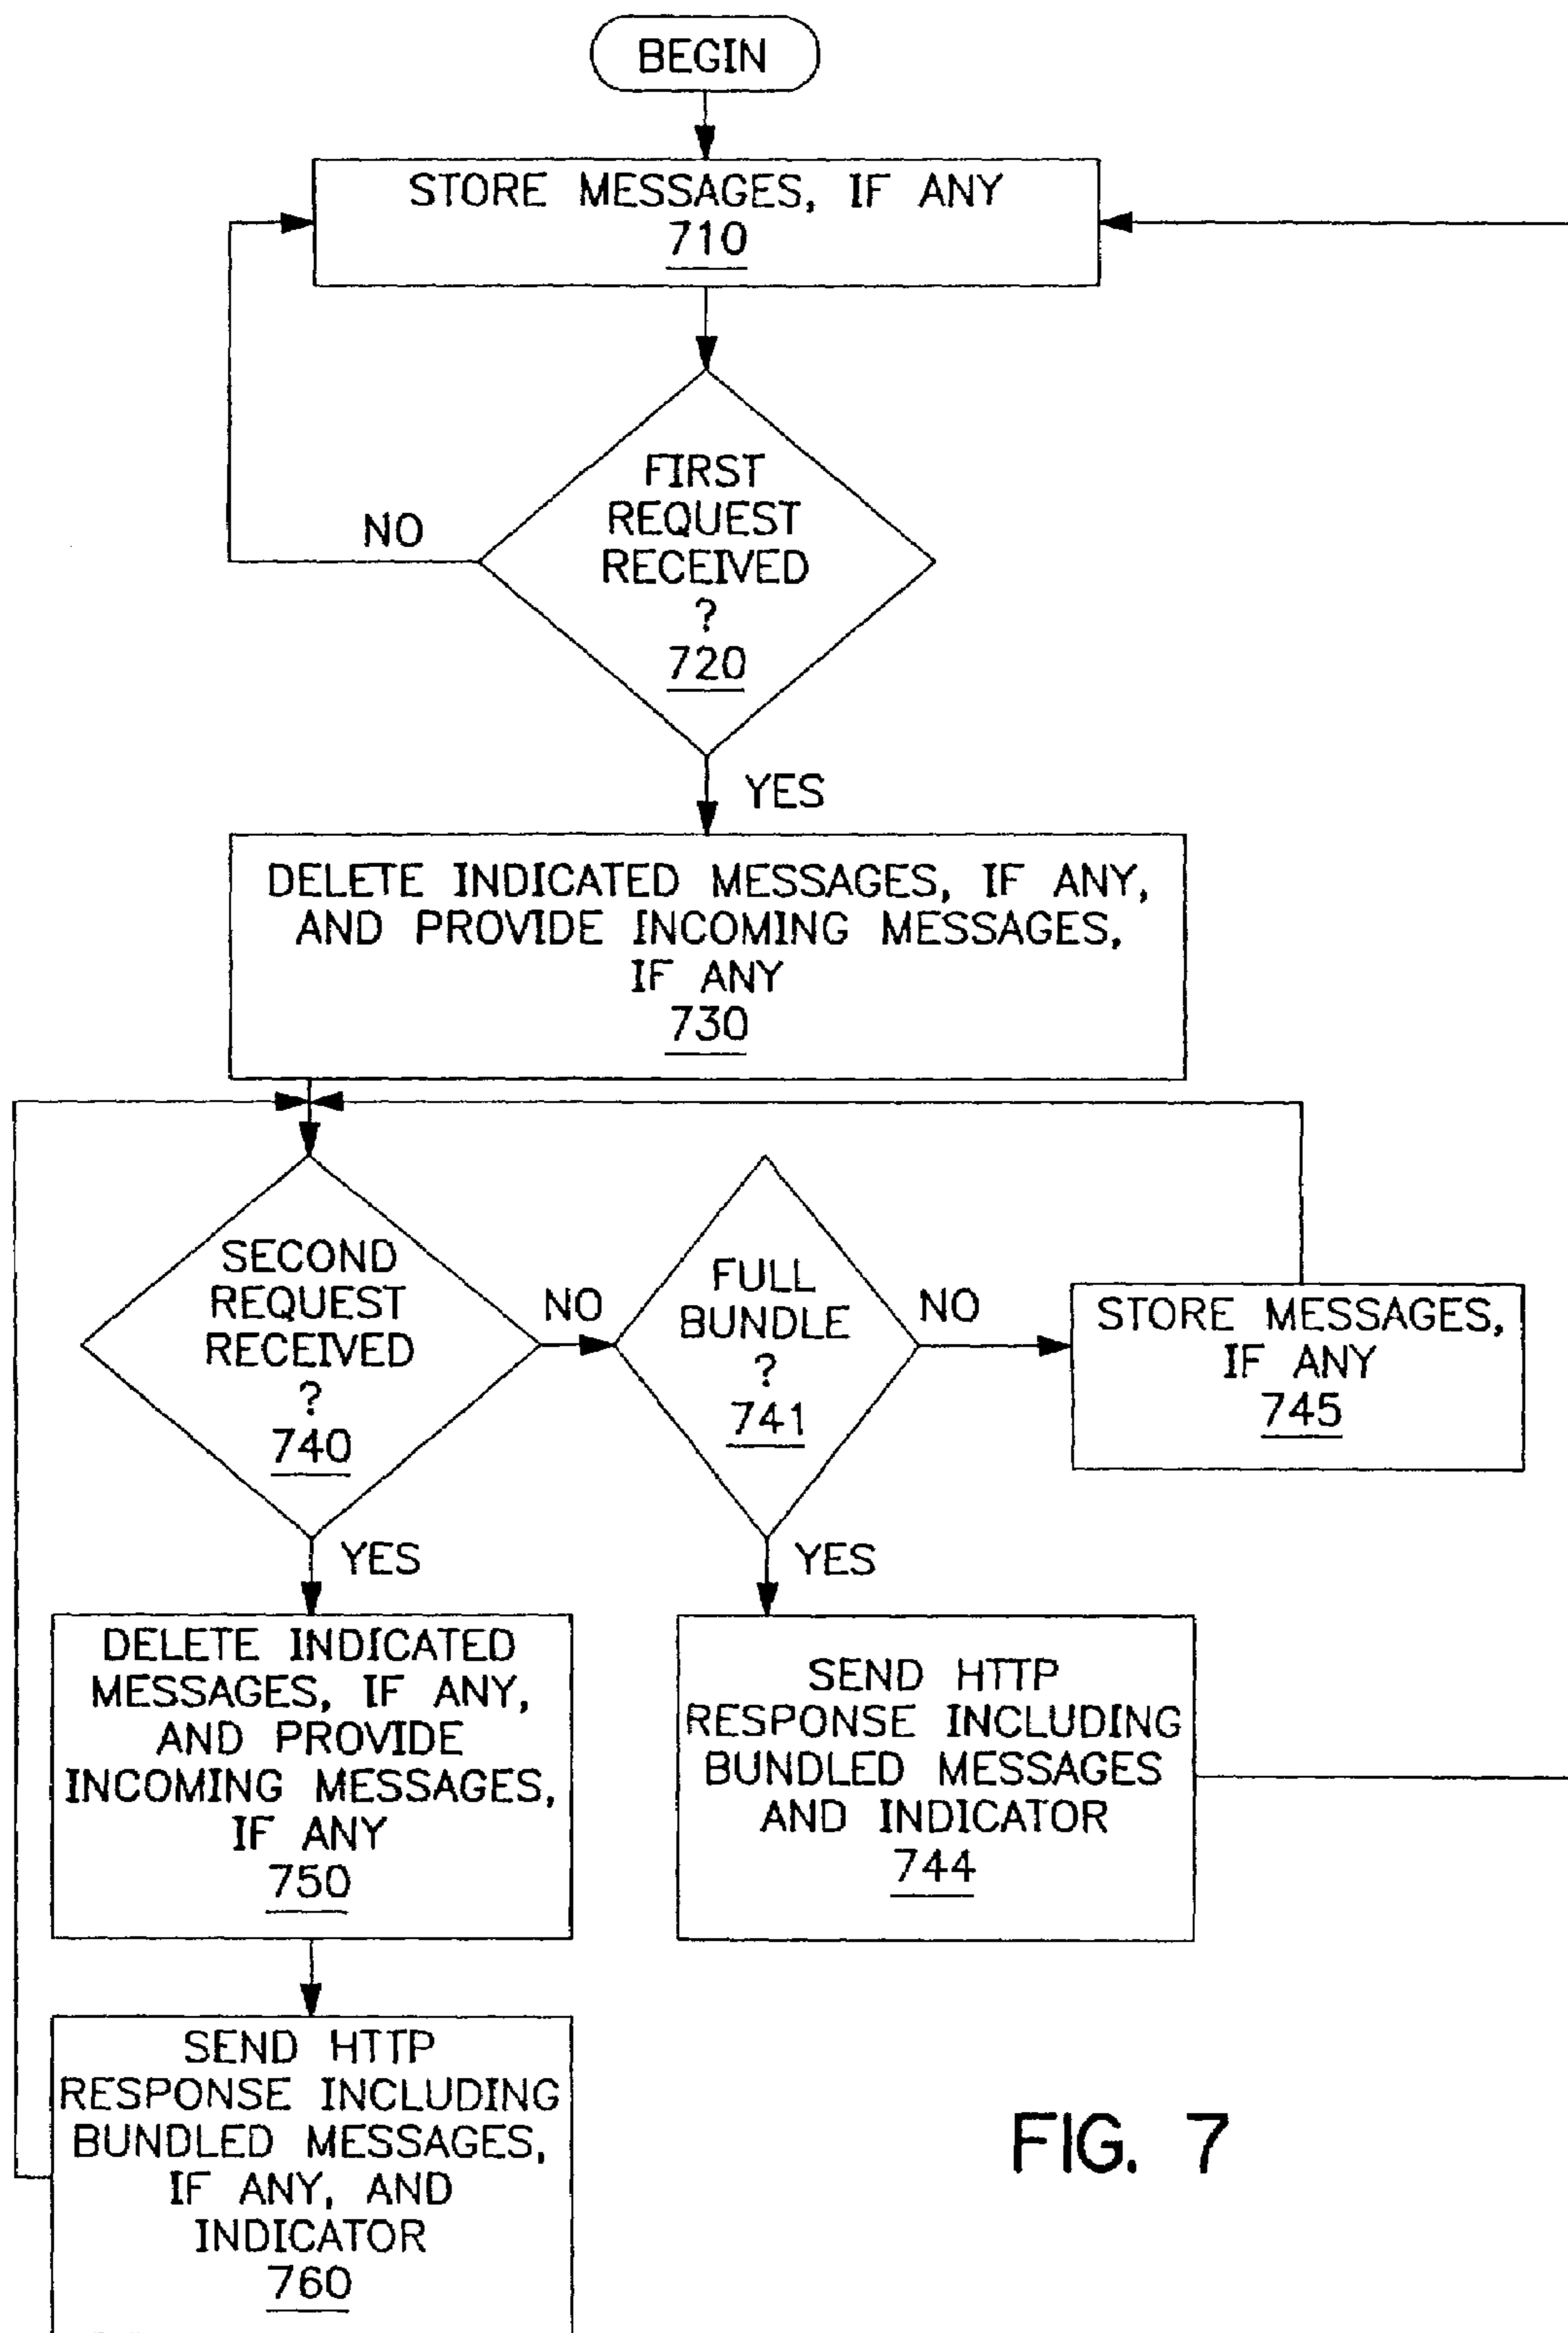 BEGIN
STORE MESSAGES, IF ANY
710
FIRST
REQUEST
RECEIVED
?
720
NO
YES
DELETE INDICATED MESSAGES, IF ANY,
AND PROVIDE INCOMING MESSAGES,
IF ANY
730
SECOND
REQUEST
RECEIVED
?
740
NO
FULL
BUNDLE
?
741
NO
STORE MESSAGES,
IF ANY
745
YES
YES
DELETE INDICATED
MESSAGES, IF ANY,
AND PROVIDE
INCOMING MESSAGES,
IF ANY
750
SEND HTTP
RESPONSE INCLUDING
BUNDLED MESSAGES
AND INDICATOR
744
SEND HTTP
RESPONSE INCLUDING
BUNDLED MESSAGES,
IF ANY, AND
INDICATOR
760
FIG. 7